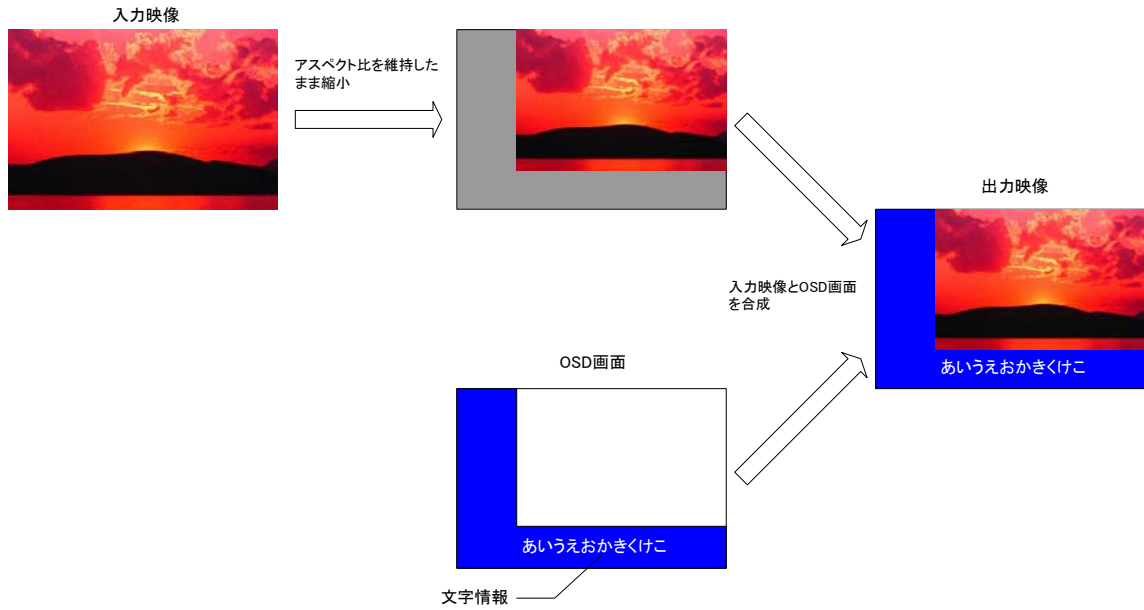 入力映像
アスペクト比を維持した
まま縮小
出力映像
入力映像とOSD画面
を合成
あいうえおかきくけこ
OSD画面
あいうえおかきくけこ
文字情報